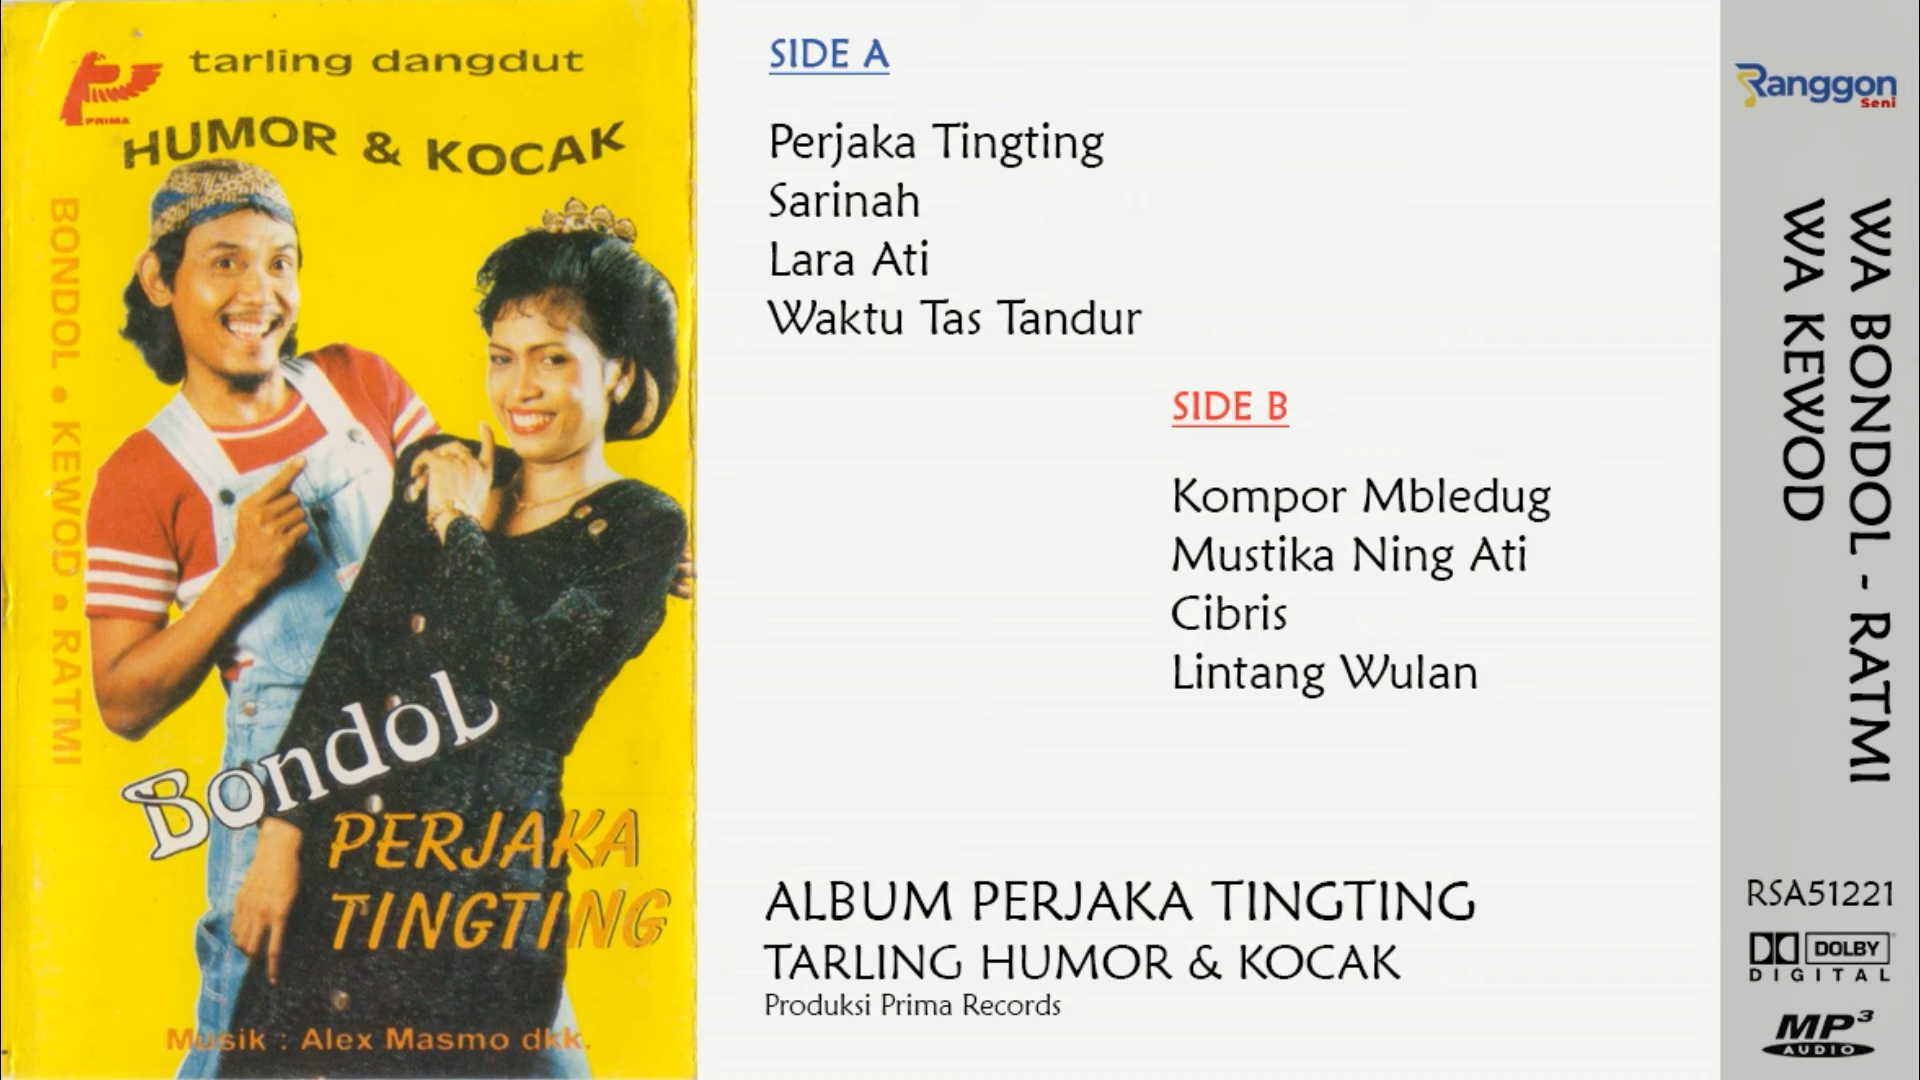 tarling dangdut
PRIMA
HUMOR & KOCAK
BONDOL • KEWOD • RATMI
BondoL
PERJAKA
TINGTING
Musik : Alex Masmo dkk.
SIDE A
Perjaka Tingting
Sarinah
Lara Ati
Waktu Tas Tandur
SIDE B
Kompor Mbledug
Mustika Ning Ati
Cibris
Lintang Wulan
ALBUM PERJAKA TINGTING
TARLING HUMOR & KOCAK
Produksi Prima Records
Ranggon
Seni
WA BONDOL - RATMI
WA KEWOD
RSA51221
DOLBY
DIGITAL
MP3
AUDIO